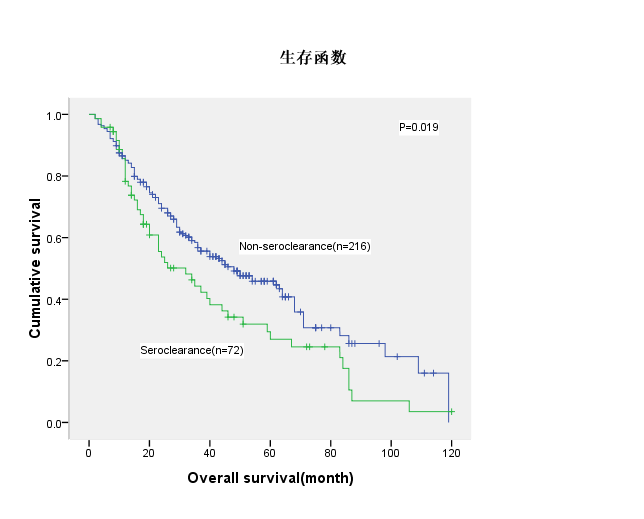 生存函数
P=0.019
Non-seroclearance(n=216)
Seroclearance(n=72)
Cumulative survival
1.0
0.8
0.6
0.4
0.2
0.0
0 20 40 60 80 100 120
Overall survival(month)